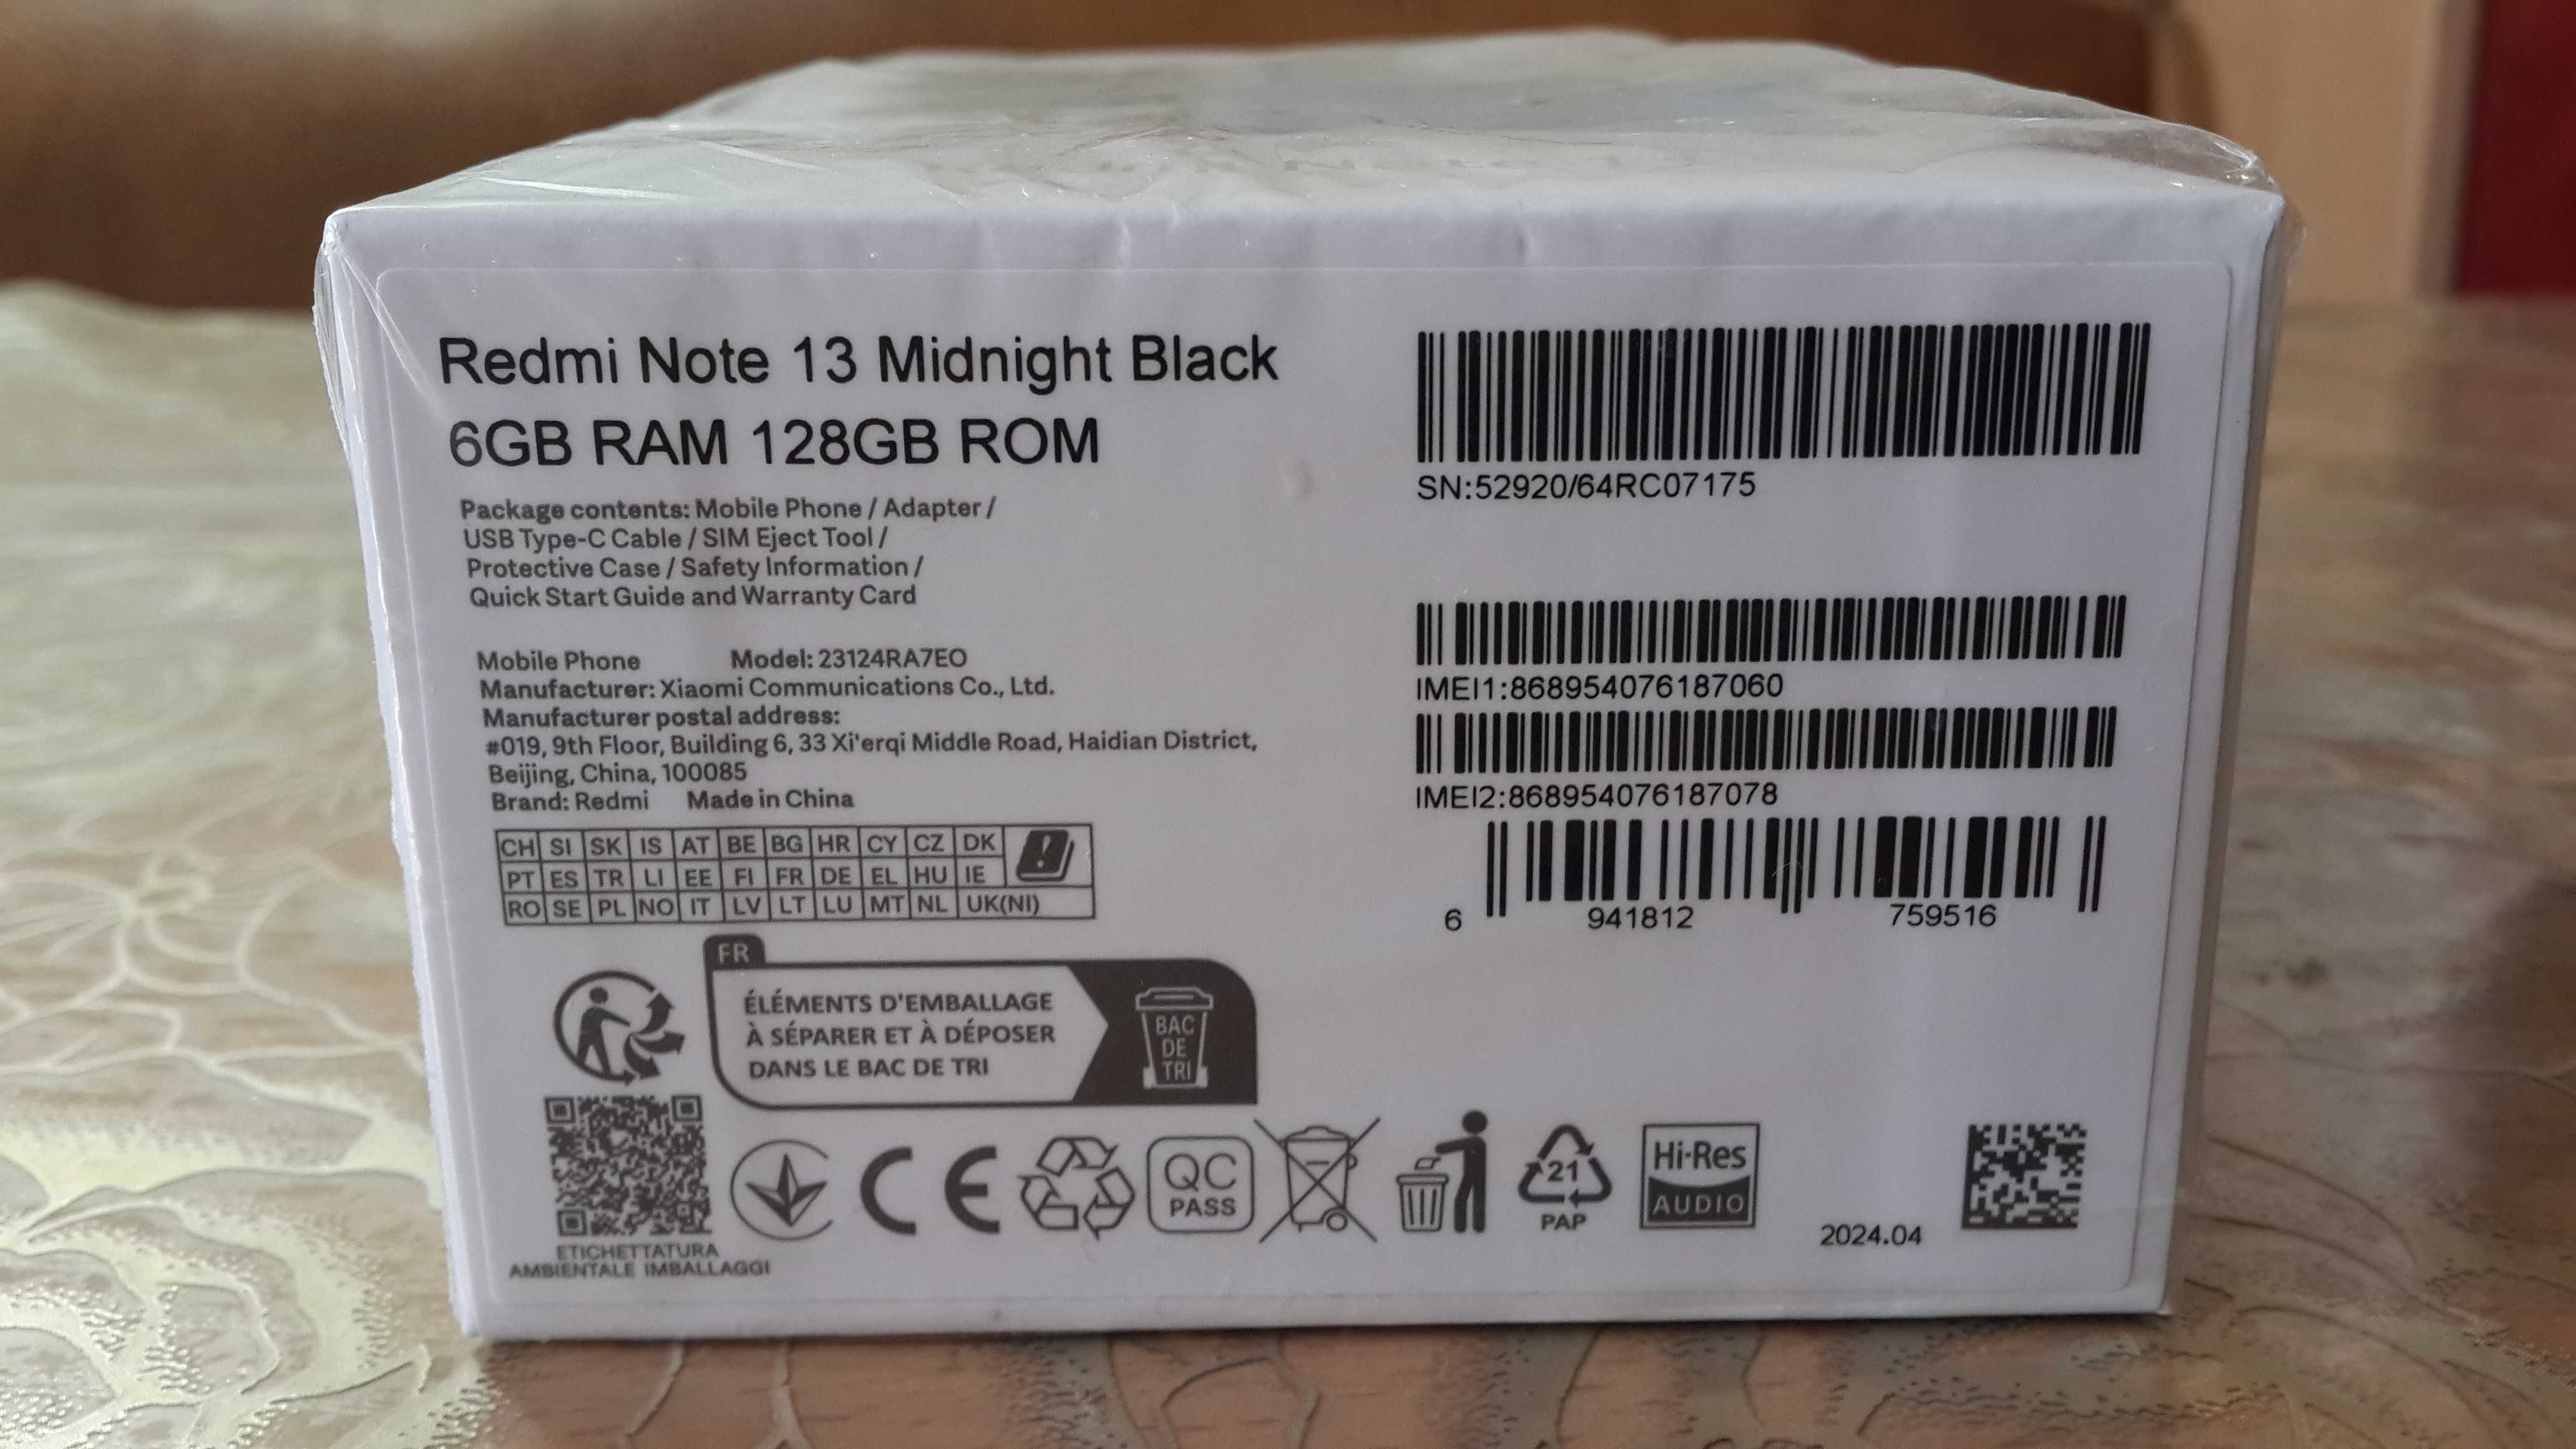 Redmi Note 13 Midnight Black
6GB RAM 128GB ROM
Package contents: Mobile Phone / Adapter /
USB Type-C Cable / SIM Eject Tool /
Protective Case / Safety Information /
Quick Start Guide and Warranty Card
Mobile Phone Model: 23124RA7EO
Manufacturer: Xiaomi Communications Co., Ltd.
Manufacturer postal address:
#019, 9th Floor, Building 6, 33 Xi'erqi Middle Road, Haidian District,
Beijing, China, 100085
Brand: Redmi Made in China
CH SI SK IS AT BE BG HR CY CZ DK
PT ES TR LI EE FI FR DE EL HU IE
RO SE PL NO IT LV LT LU MT NL UK(NI)
SN:52920/64RC07175
IMEI1:868954076187060
IMEI2:868954076187078
6 941812 759516
FR
ÉLÉMENTS D'EMBALLAGE
À SÉPARER ET À DÉPOSER
DANS LE BAC DE TRI
BAC
DE
TRI
ETICHETTATURA
AMBIENTALE IMBALLAGGI
CE
QC
PASS
21
PAP
Hi-Res
AUDIO
2024.04